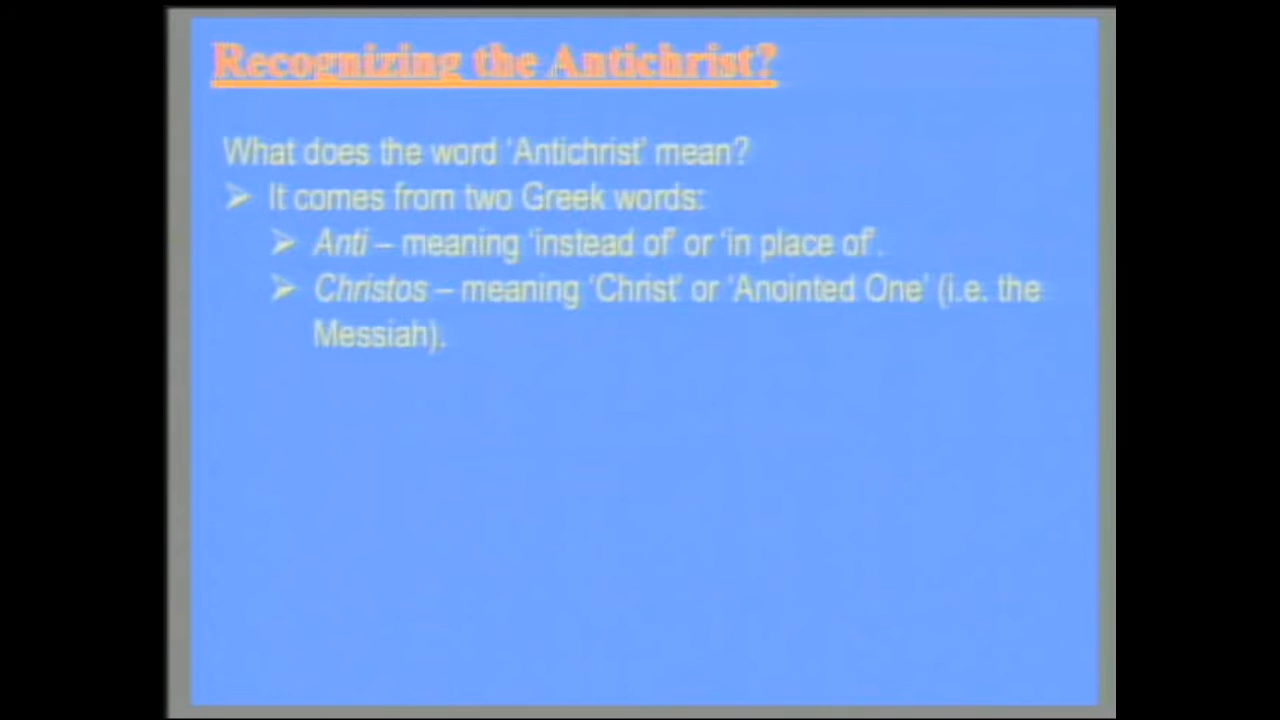 Recognizing the Antichrist?
What does the word ‘Antichrist’ mean?
➢ It comes from two Greek words:
➢ Anti – meaning ‘instead of’ or ‘in place of’.
➢ Christos – meaning ‘Christ’ or ‘Anointed One’ (i.e. the
Messiah).